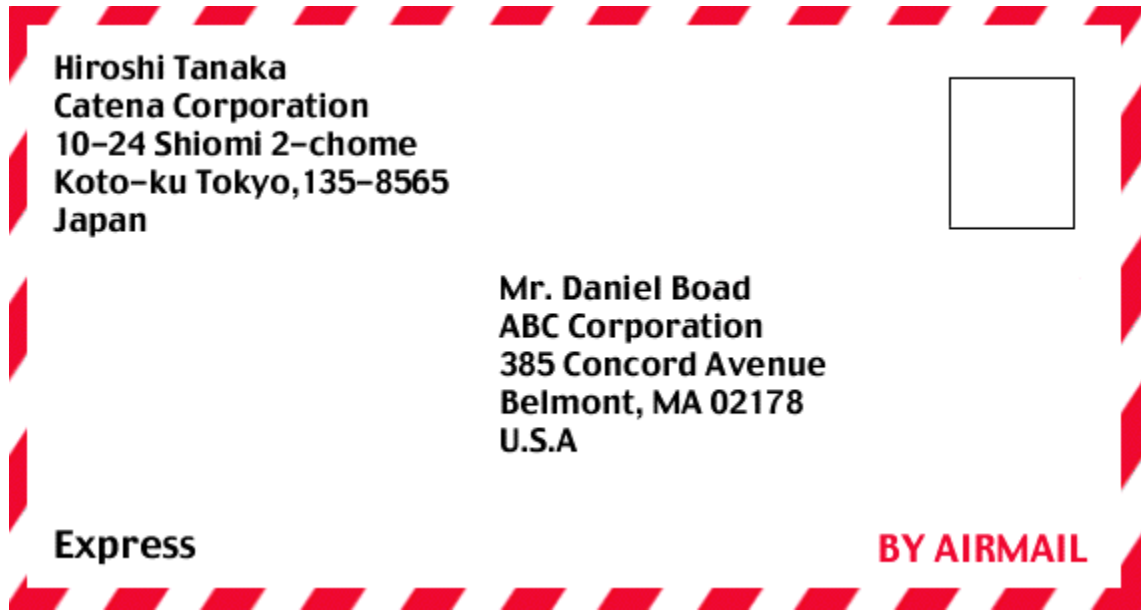 Hiroshi Tanaka
Catena Corporation
10-24 Shiomi 2-chome
Koto-ku Tokyo,135-8565
Japan
Mr. Daniel Boad
ABC Corporation
385 Concord Avenue
Belmont, MA 02178
U.S.A
Express
BY AIRMAIL